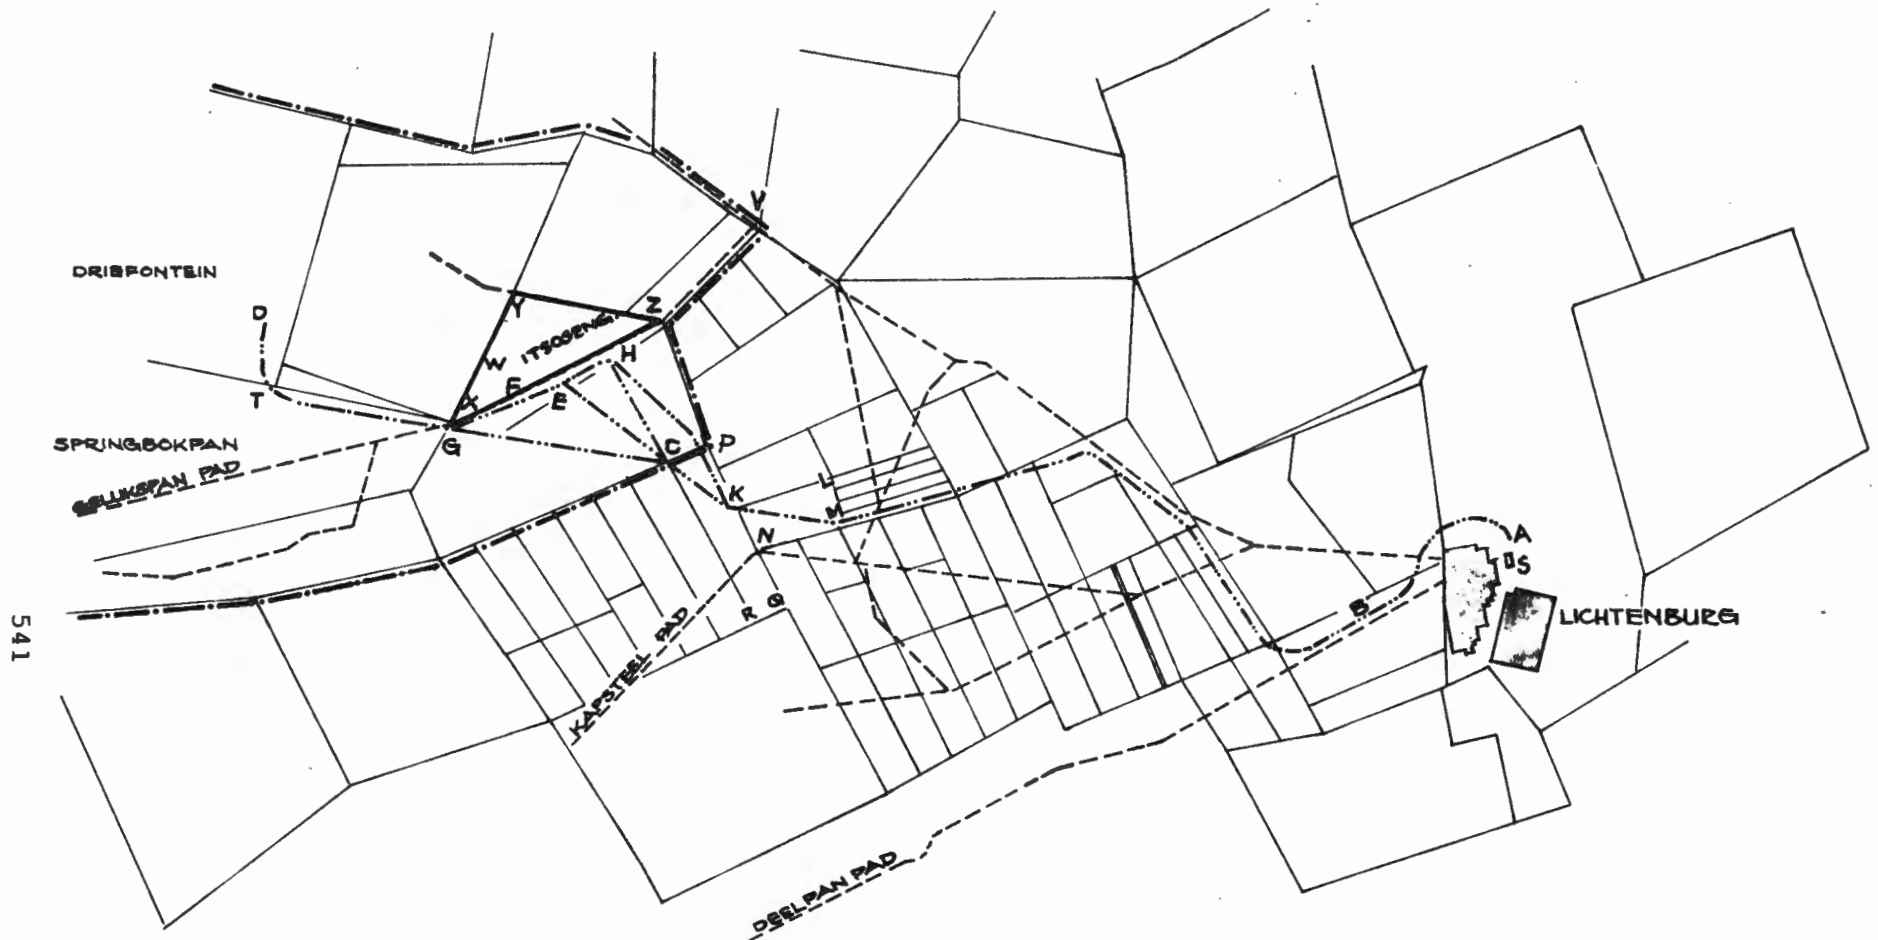 V
DRIEFONTEIN
D
Y
Z
ITSOSENG
H
W
F
X
E
T
SPRINGBOKPAN
G
C
P
GELUKSPAN PAD
L
K
M
N
A
S
R
Q
B
LICHTENBURG
KAPSTEEL PAD
DEELPAN PAD
541